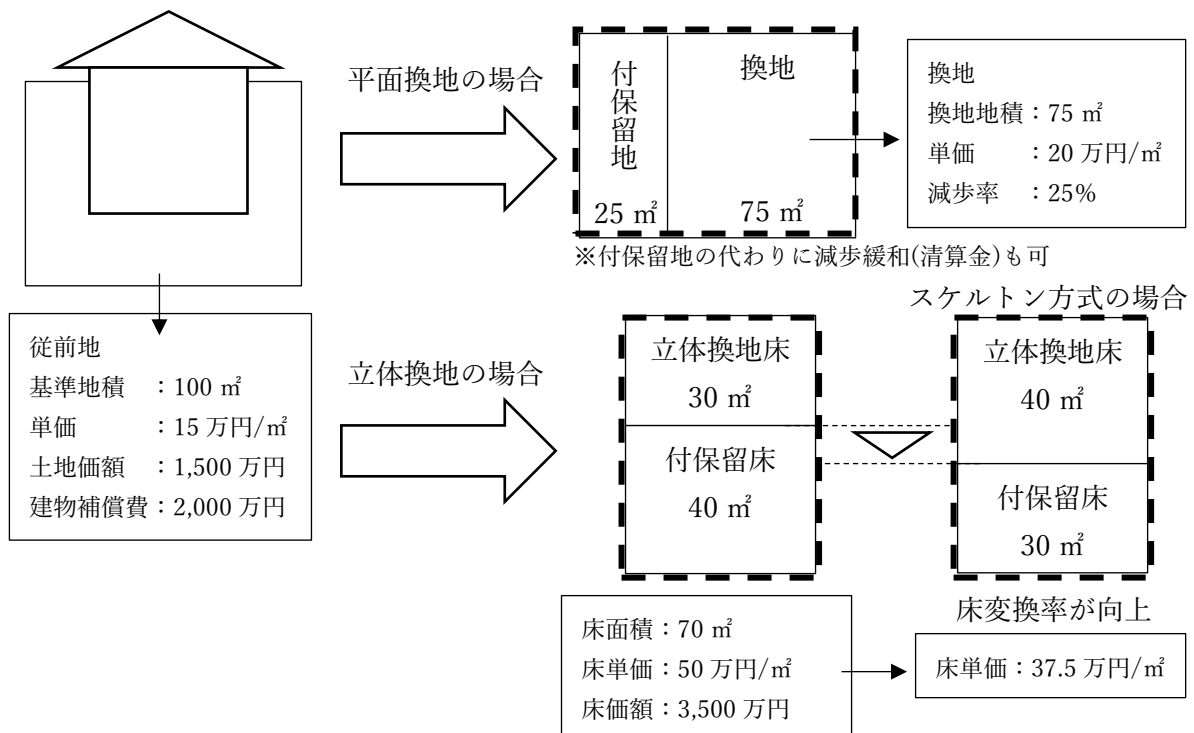 平面換地の場合
付保留地
25 ㎡
換地
75 ㎡
換地
換地地積：75 ㎡
単価　　：20 万円/㎡
減歩率　：25%
※付保留地の代わりに減歩緩和(清算金)も可
従前地
基準地積　：100 ㎡
単価　　　：15 万円/㎡
土地価額　：1,500 万円
建物補償費：2,000 万円
立体換地の場合
立体換地床
30 ㎡
付保留床
40 ㎡
スケルトン方式の場合
立体換地床
40 ㎡
付保留床
30 ㎡
床変換率が向上
床面積：70 ㎡
床単価：50 万円/㎡
床価額：3,500 万円
床単価：37.5 万円/㎡